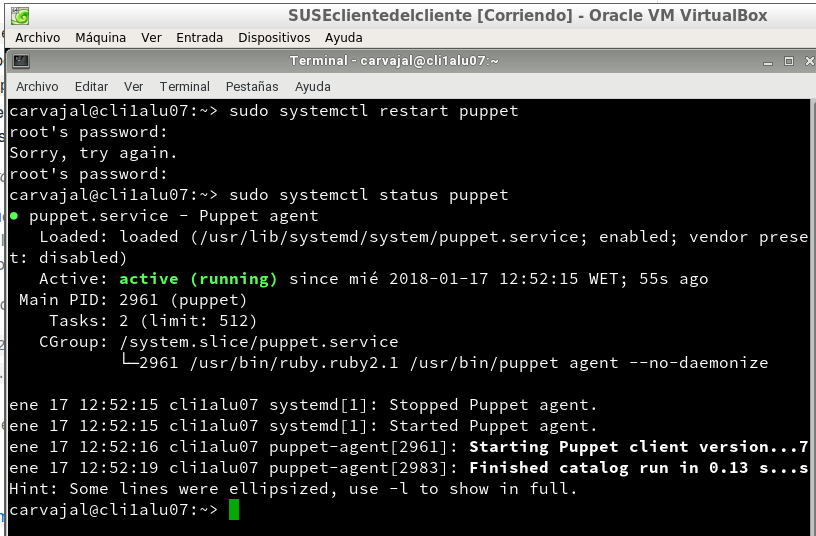 SUSEclientedelcliente [Corriendo] - Oracle VM VirtualBox
Archivo Máquina Ver Entrada Dispositivos Ayuda
Terminal - carvajal@cli1alu07:~
Archivo Editar Ver Terminal Pestañas Ayuda
carvajal@cli1alu07:~> sudo systemctl restart puppet
root's password:
Sorry, try again.
root's password:
carvajal@cli1alu07:~> sudo systemctl status puppet
● puppet.service - Puppet agent
   Loaded: loaded (/usr/lib/systemd/system/puppet.service; enabled; vendor prese
t: disabled)
   Active: active (running) since mié 2018-01-17 12:52:15 WET; 55s ago
 Main PID: 2961 (puppet)
    Tasks: 2 (limit: 512)
   CGroup: /system.slice/puppet.service
           └─2961 /usr/bin/ruby.ruby2.1 /usr/bin/puppet agent --no-daemonize
ene 17 12:52:15 cli1alu07 systemd[1]: Stopped Puppet agent.
ene 17 12:52:15 cli1alu07 systemd[1]: Started Puppet agent.
ene 17 12:52:16 cli1alu07 puppet-agent[2961]: Starting Puppet client version...7
ene 17 12:52:19 cli1alu07 puppet-agent[2983]: Finished catalog run in 0.13 s...s
Hint: Some lines were ellipsized, use -l to show in full.
carvajal@cli1alu07:~>